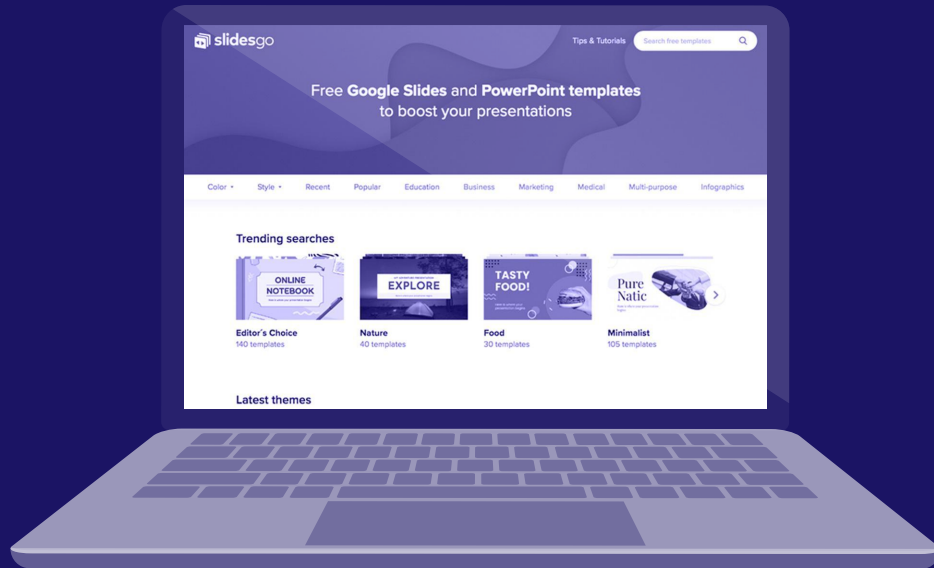 slidesgo
Tips & Tutorials
Search free templates
Free Google Slides and PowerPoint templates
to boost your presentations
Color
Style
Recent
Popular
Education
Business
Marketing
Medical
Multi-purpose
Infographics
Trending searches
ONLINE
NOTEBOOK
EXPLORE
TASTY
FOOD!
Pure
Natic
Editor´s Choice
140 templates
Nature
40 templates
Food
30 templates
Minimalist
105 templates
Latest themes